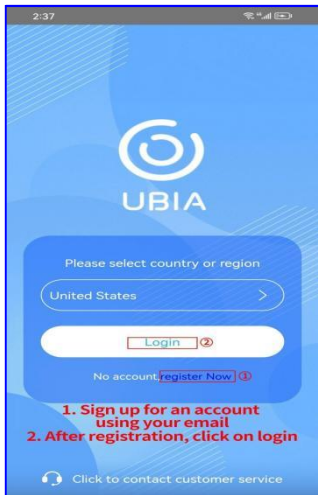 2:37
UBIA
Please select country or region
United States
Login ②
No account, register Now ①
1. Sign up for an account
using your email
2. After registration, click on login
Click to contact customer service